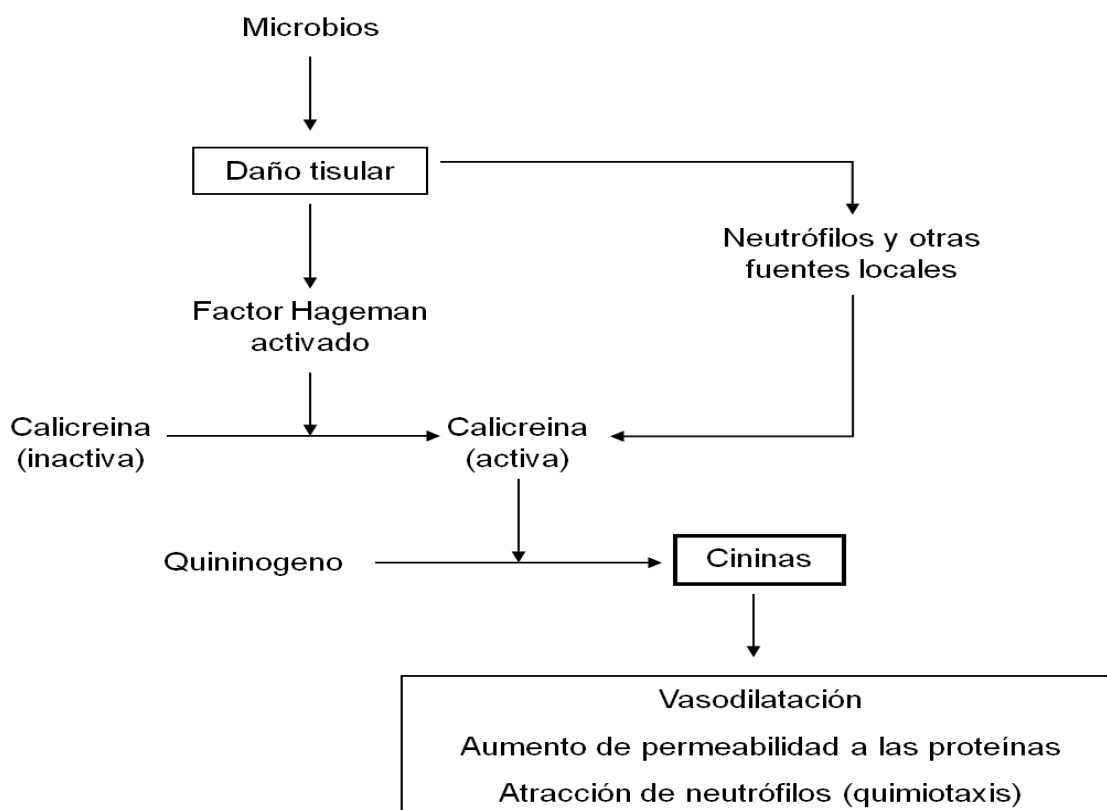 Microbios
Daño tisular
Neutrófilos y otras
fuentes locales
Factor Hageman
activado
Calicreina
(inactiva)
Calicreina
(activa)
Quininogeno
Cininas
Vasodilatación
Aumento de permeabilidad a las proteínas
Atracción de neutrófilos (quimiotaxis)